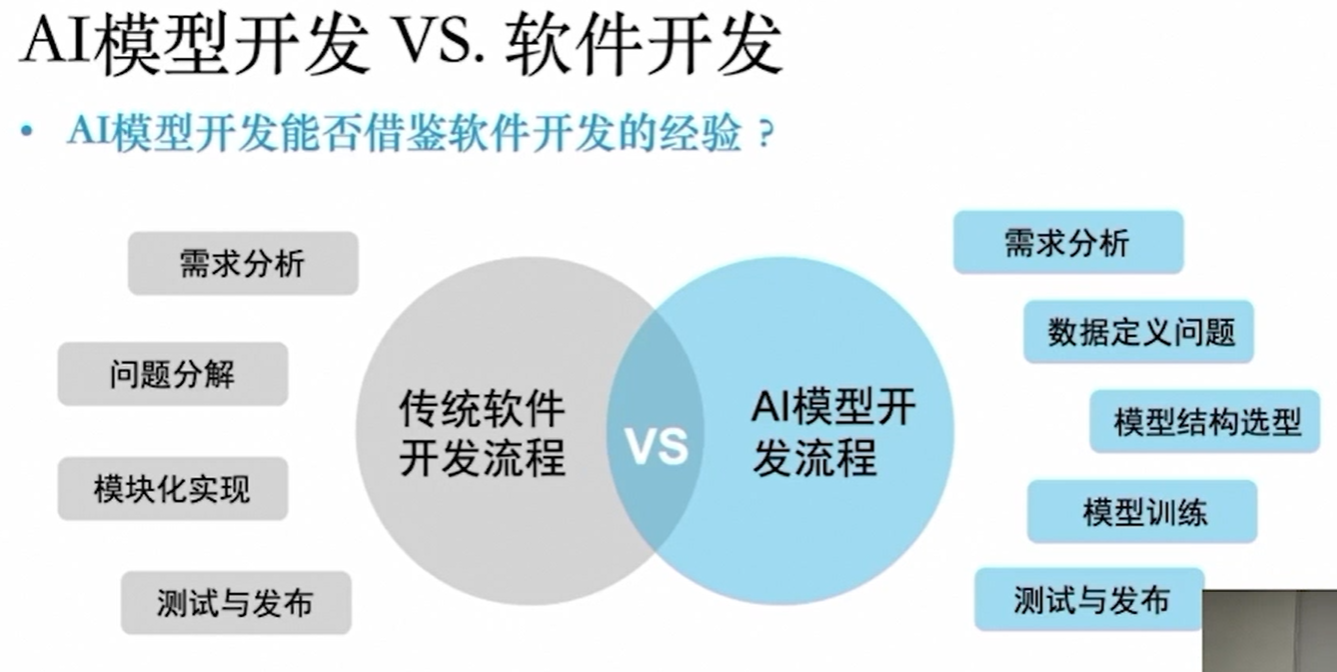 AI模型开发 VS. 软件开发
• AI模型开发能否借鉴软件开发的经验？
需求分析
问题分解
模块化实现
测试与发布
传统软件
开发流程
VS
AI模型开
发流程
需求分析
数据定义问题
模型结构选型
模型训练
测试与发布